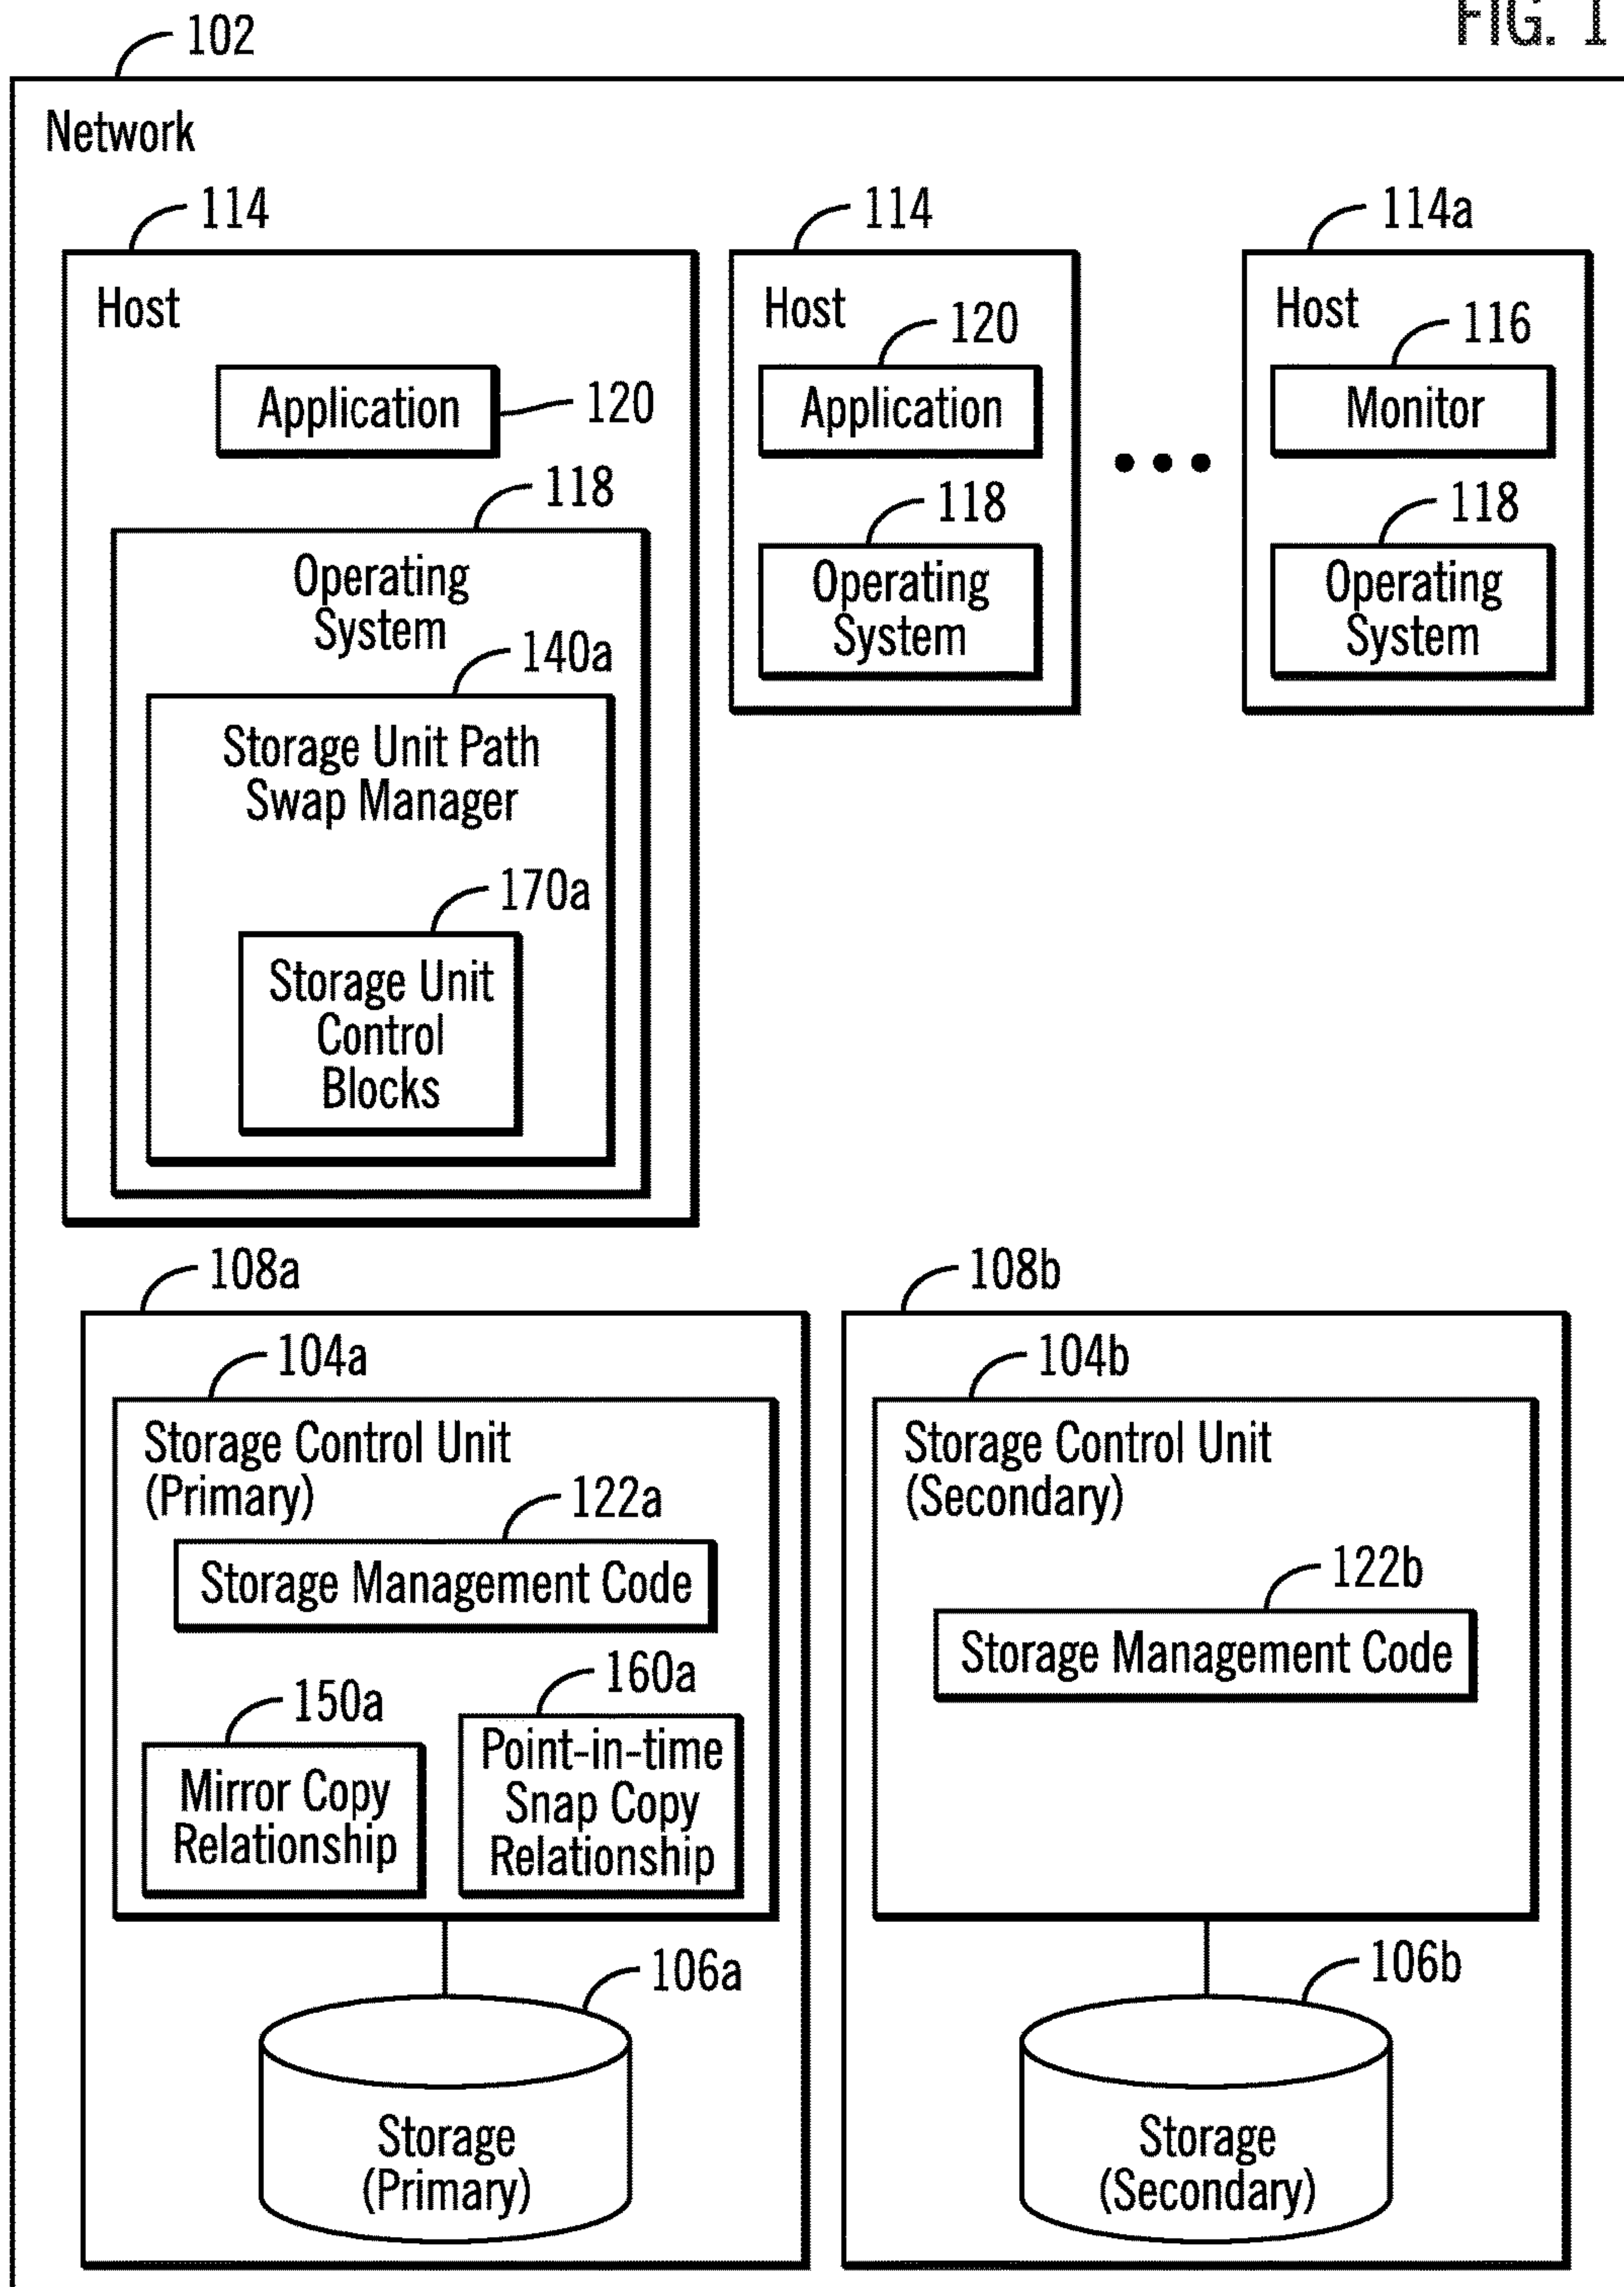 FIG. 1
102
Network
114
Host
Application
120
118
Operating
System
140a
Storage Unit Path
Swap Manager
170a
Storage Unit
Control
Blocks
114
Host
120
Application
118
Operating
System
114a
Host
116
Monitor
118
Operating
System
108a
104a
Storage Control Unit
(Primary)
122a
Storage Management Code
150a
Mirror Copy
Relationship
160a
Point-in-time
Snap Copy
Relationship
106a
Storage
(Primary)
108b
104b
Storage Control Unit
(Secondary)
122b
Storage Management Code
106b
Storage
(Secondary)